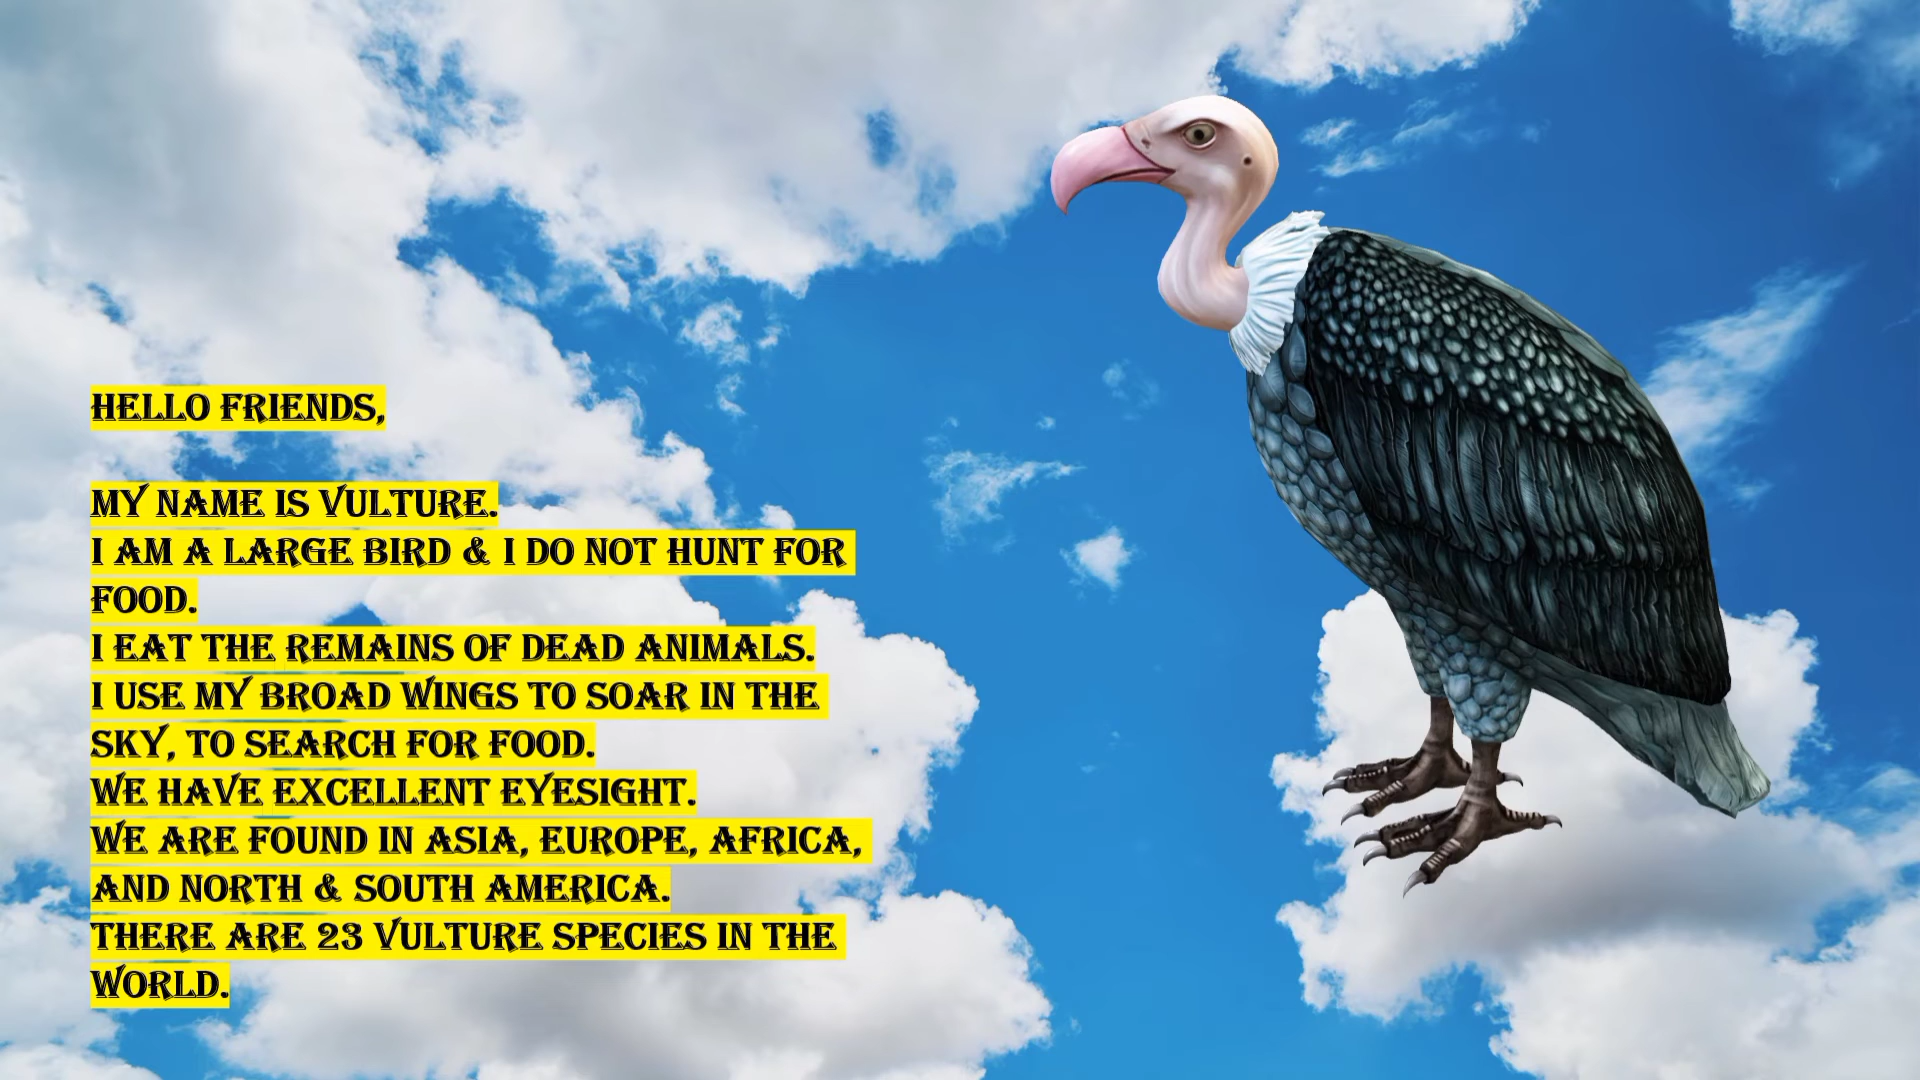 HELLO FRIENDS,
MY NAME IS VULTURE.
I AM A LARGE BIRD & I DO NOT HUNT FOR
FOOD.
I EAT THE REMAINS OF DEAD ANIMALS.
I USE MY BROAD WINGS TO SOAR IN THE
SKY, TO SEARCH FOR FOOD.
WE HAVE EXCELLENT EYESIGHT.
WE ARE FOUND IN ASIA, EUROPE, AFRICA,
AND NORTH & SOUTH AMERICA.
THERE ARE 23 VULTURE SPECIES IN THE
WORLD.